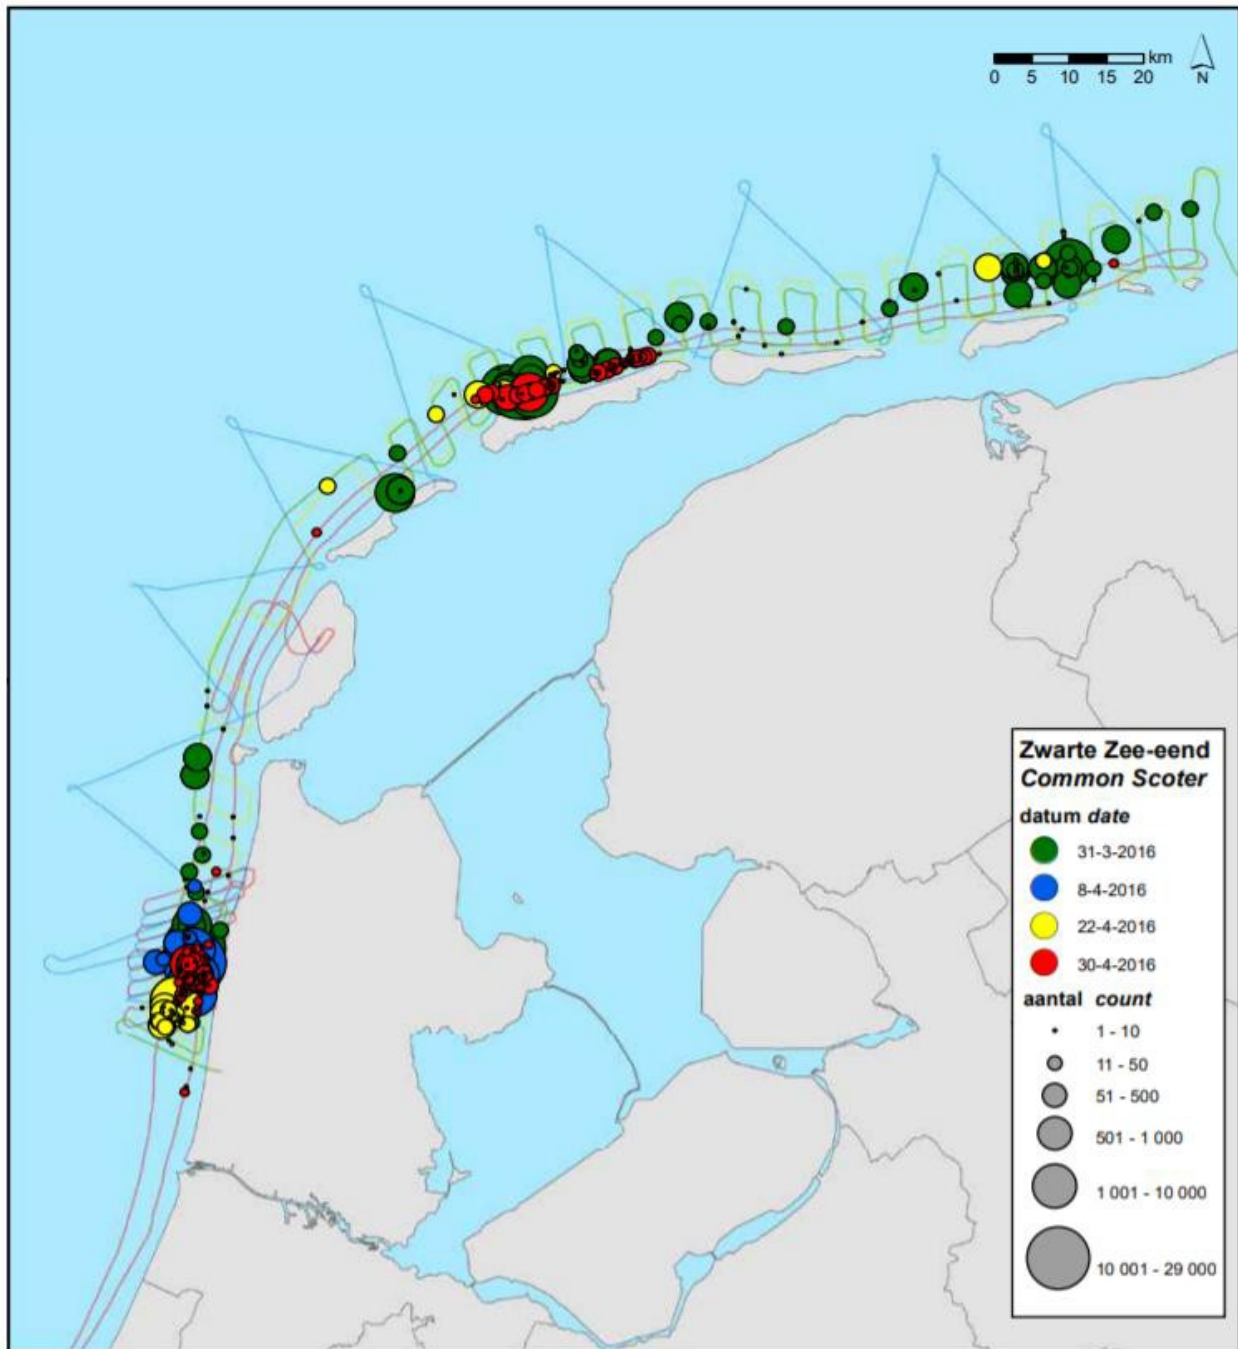 km
0 5 10 15 20
N
Zwarte Zee-eend
Common Scoter
datum date
31-3-2016
8-4-2016
22-4-2016
30-4-2016
aantal count
1 - 10
11 - 50
51 - 500
501 - 1 000
1 001 - 10 000
10 001 - 29 000